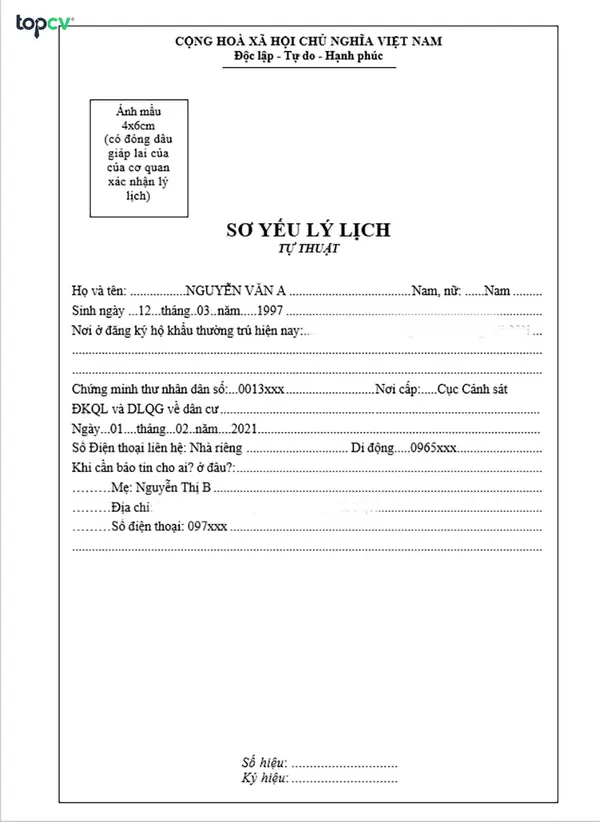 topcv
CỘNG HOÀ XÃ HỘI CHỦ NGHĨA VIỆT NAM
Độc lập - Tự do - Hạnh phúc
Ảnh mầu
4x6cm
(có đóng dấu
giáp lai của
của cơ quan
xác nhận lý
lịch)
SƠ YẾU LÝ LỊCH
TỰ THUẬT
Họ và tên: ..................NGUYỄN VĂN A ........................................Nam, nữ: ......Nam .........
Sinh ngày ...12...tháng..03..năm.....1997 ................................................................
Nơi ở đăng ký hộ khẩu thường trú hiện nay:... ...
................................................................................................................................
................................................................................................................................
Chứng minh thư nhân dân số:...0013xxx..............................Nơi cấp:.....Cục Cảnh sát
ĐKQL và DLQG về dân cư...........................................................................................
Ngày...01....tháng...02..năm....2021.............................................................................
Số Điện thoại liên hệ: Nhà riêng .................................. Di động.....0965xxx............................
Khi cần báo tin cho ai? ở đâu?:....................................................................................
.........Mẹ: Nguyễn Thị B..............................................................................................
.........Địa chỉ: ................................................
.........Số điện thoại: 097xxx ........................................................................................
................................................................................................................................
Số hiệu: ..............................
Ký hiệu: ..............................